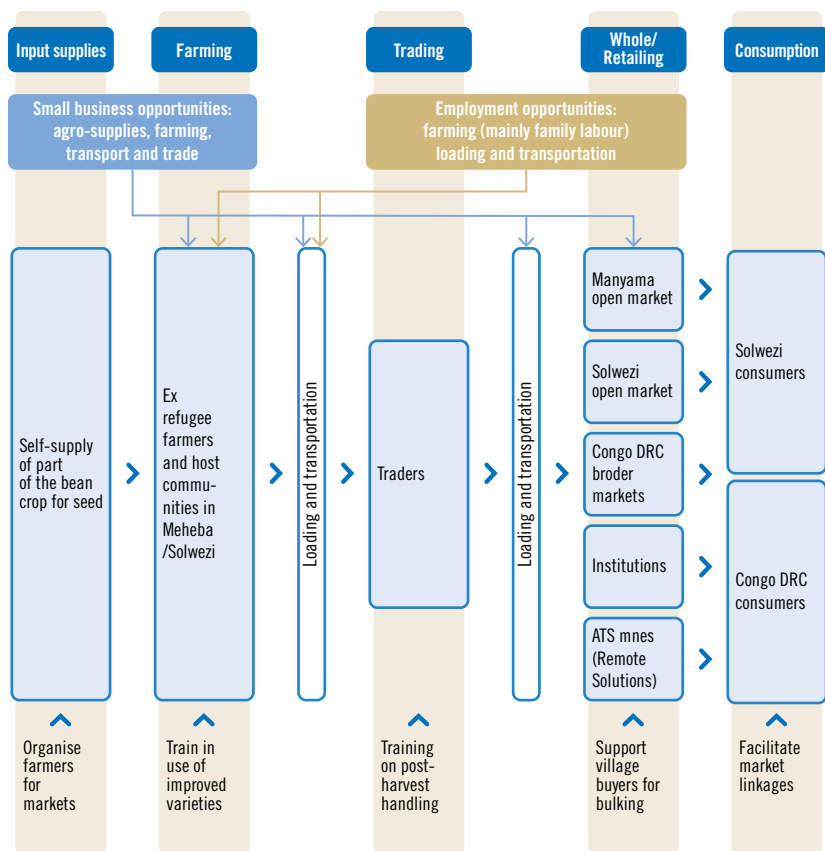 Input supplies
Farming
Trading
Whole/
Retailing
Consumption
Small business opportunities:
agro-supplies, farming,
transport and trade
Employment opportunities:
farming (mainly family labour)
loading and transportation
Self-supply
of part
of the bean
crop for seed
Ex
refugee
farmers
and host
commu-
nities in
Meheba
/Solwezi
Loading and transportation
Traders
Loading and transportation
Manyama
open market
Solwezi
open market
Congo DRC
broder
markets
Institutions
ATS mnes
(Remote
Solutions)
Solwezi
consumers
Congo DRC
consumers
Organise
farmers
for
markets
Train in
use of
improved
varieties
Training
on post-
harvest
handling
Support
village
buyers for
bulking
Facilitate
market
linkages